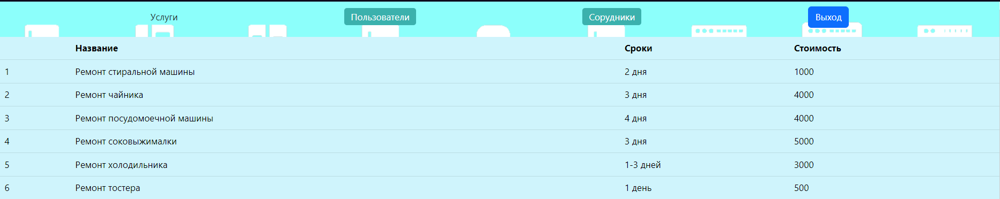 Услуги Пользователи Сорудники Выход
Название Сроки Стоимость
1 Ремонт стиральной машины 2 дня 1000
2 Ремонт чайника 3 дня 4000
3 Ремонт посудомоечной машины 4 дня 4000
4 Ремонт соковыжималки 3 дня 5000
5 Ремонт холодильника 1-3 дней 3000
6 Ремонт тостера 1 день 500